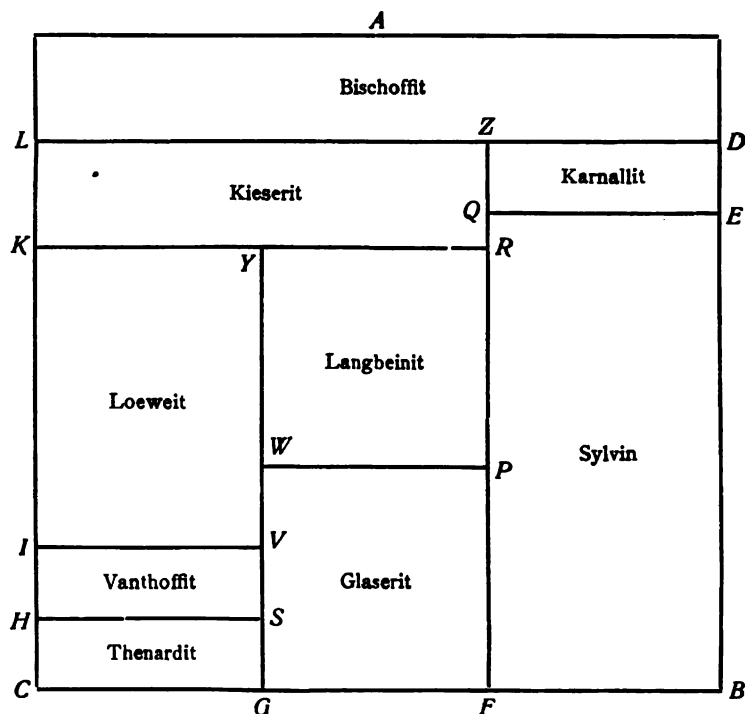 A
Bischoffit
L Z D
Karnallit
Kieserit
Q E
K Y R
Langbeinit
Loeweit
W P
Sylvin
I V
Vanthoffit Glaserit
H S
Thenardit
C G F B